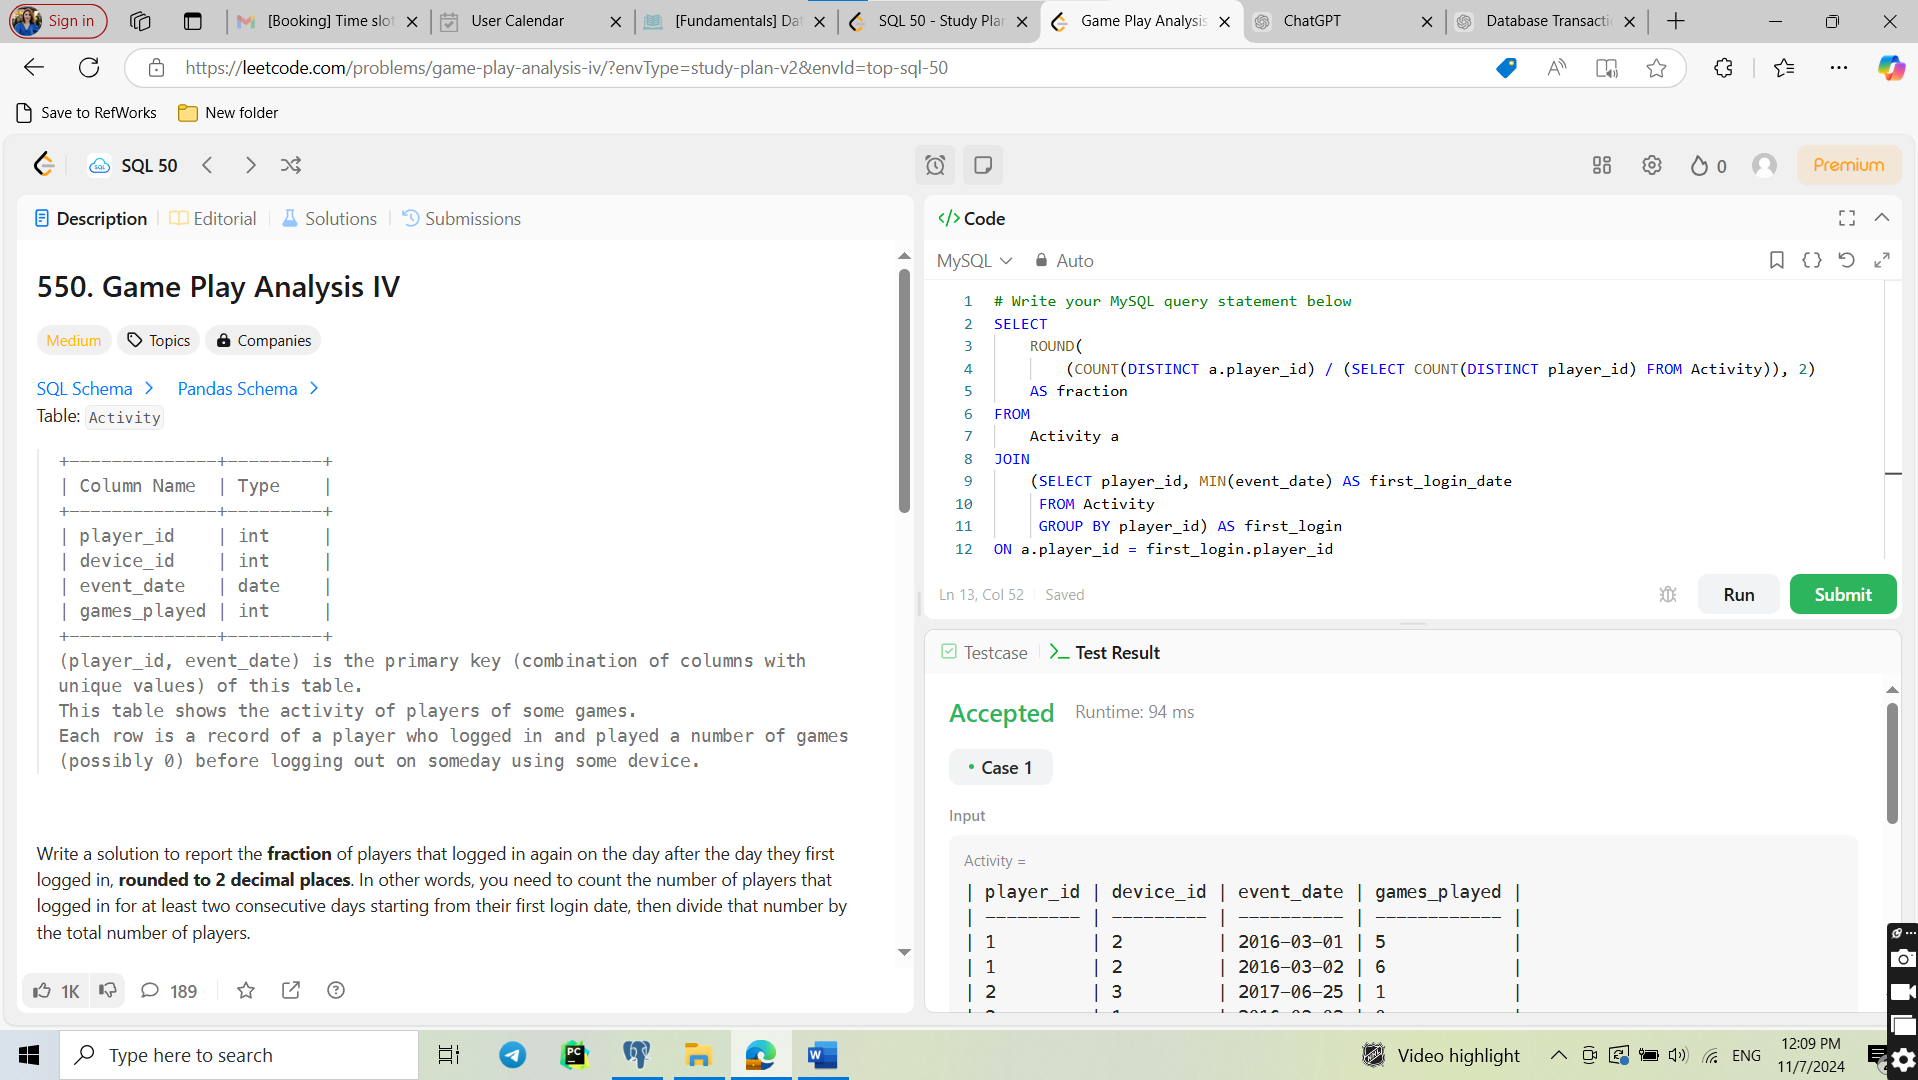 Sign in
[Booking] Time slot
User Calendar
[Fundamentals] Dat
SQL 50 - Study Plan
Game Play Analysis
ChatGPT
Database Transactio
https://leetcode.com/problems/game-play-analysis-iv/?envType=study-plan-v2&envId=top-sql-50
Save to RefWorks
New folder
SQL 50
0
Premium
Description
Editorial
Solutions
Submissions
550. Game Play Analysis IV
Medium
Topics
Companies
SQL Schema
Pandas Schema
Table: Activity
+--------------+---------+
| Column Name  | Type    |
+--------------+---------+
| player_id    | int     |
| device_id    | int     |
| event_date   | date    |
| games_played | int     |
+--------------+---------+
(player_id, event_date) is the primary key (combination of columns with
unique values) of this table.
This table shows the activity of players of some games.
Each row is a record of a player who logged in and played a number of games
(possibly 0) before logging out on someday using some device.
Write a solution to report the fraction of players that logged in again on the day after the day they first
logged in, rounded to 2 decimal places. In other words, you need to count the number of players that
logged in for at least two consecutive days starting from their first login date, then divide that number by
the total number of players.
1K
189
</> Code
MySQL
Auto
1 # Write your MySQL query statement below
2 SELECT
3 ROUND(
4 (COUNT(DISTINCT a.player_id) / (SELECT COUNT(DISTINCT player_id) FROM Activity)), 2)
5 AS fraction
6 FROM
7 Activity a
8 JOIN
9 (SELECT player_id, MIN(event_date) AS first_login_date
10 FROM Activity
11 GROUP BY player_id) AS first_login
12 ON a.player_id = first_login.player_id
Ln 13, Col 52
Saved
Run
Submit
Testcase
Test Result
Accepted
Runtime: 94 ms
Case 1
Input
Activity =
| player_id | device_id | event_date | games_played |
| --------- | --------- | ---------- | ------------ |
| 1         | 2         | 2016-03-01 | 5            |
| 1         | 2         | 2016-03-02 | 6            |
| 2         | 3         | 2017-06-25 | 1            |
Type here to search
PC
W
Video highlight
ENG
12:09 PM
11/7/2024